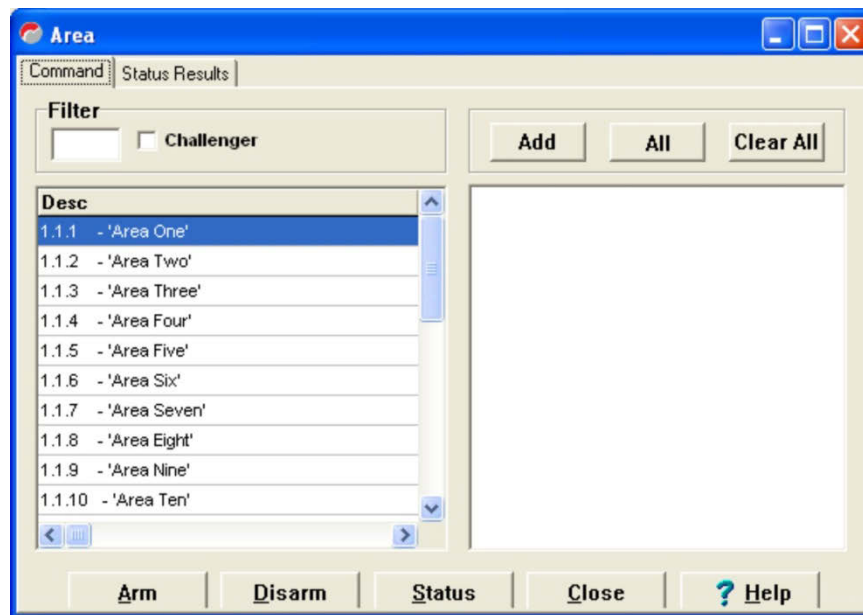 Area
Command Status Results
Filter
Challenger
Add All Clear All
Desc
1.1.1 - 'Area One'
1.1.2 - 'Area Two'
1.1.3 - 'Area Three'
1.1.4 - 'Area Four'
1.1.5 - 'Area Five'
1.1.6 - 'Area Six'
1.1.7 - 'Area Seven'
1.1.8 - 'Area Eight'
1.1.9 - 'Area Nine'
1.1.10 - 'Area Ten'
Arm Disarm Status Close ? Help